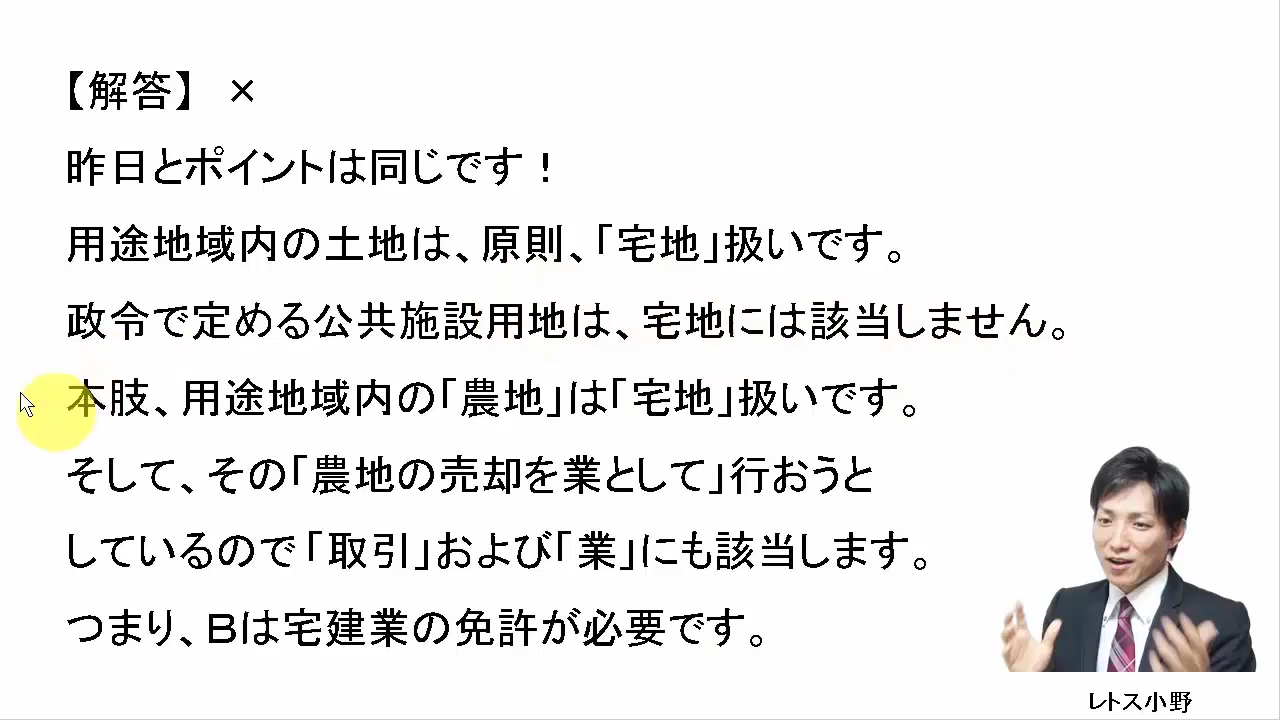 【解答】 ×
昨日とポイントは同じです！
用途地域内の土地は、原則、「宅地」扱いです。
政令で定める公共施設用地は、宅地には該当しません。
本肢、用途地域内の「農地」は「宅地」扱いです。
そして、その「農地の売却を業として」行おうと
しているので「取引」および「業」にも該当します。
つまり、Ｂは宅建業の免許が必要です。
レトス小野